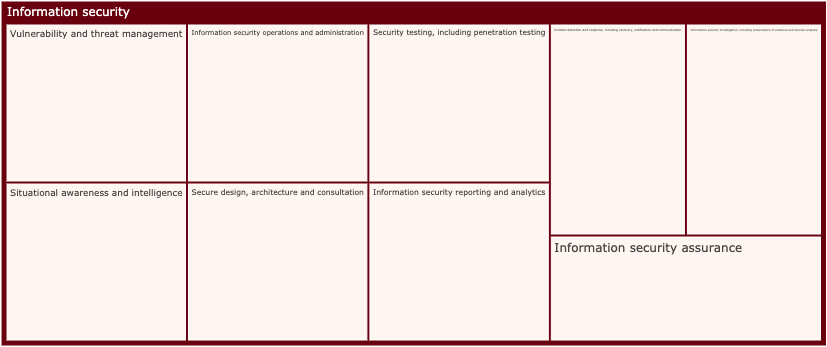 Information security
Vulnerability and threat management
Information security operations and administration
Security testing, including penetration testing
Incident detection and response, including recovery, notification and communication
Information security investigation, including preservation of evidence and forensic analysis
Situational awareness and intelligence
Secure design, architecture and consultation
Information security reporting and analytics
Information security assurance